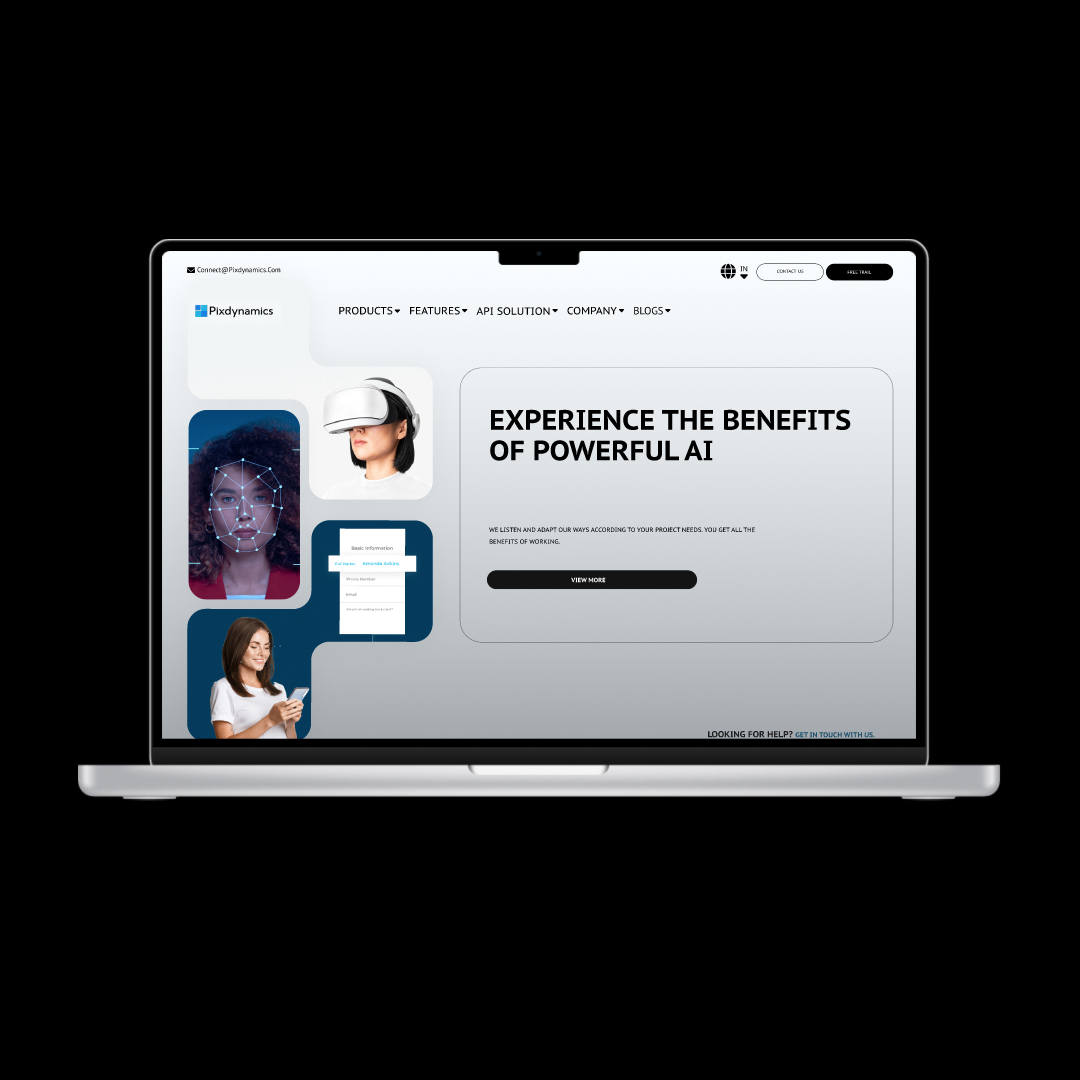 Connect@Pixdynamics.Com
IN
CONTACT US
FREE TRAIL
Pixdynamics
PRODUCTS
FEATURES
API SOLUTION
COMPANY
BLOGS
EXPERIENCE THE BENEFITS
OF POWERFUL AI
WE LISTEN AND ADAPT OUR WAYS ACCORDING TO YOUR PROJECT NEEDS. YOU GET ALL THE
BENEFITS OF WORKING.
VIEW MORE
Basic Information
Full Name
Amanda Adkins
Phone Number
Email
LOOKING FOR HELP? GET IN TOUCH WITH US.